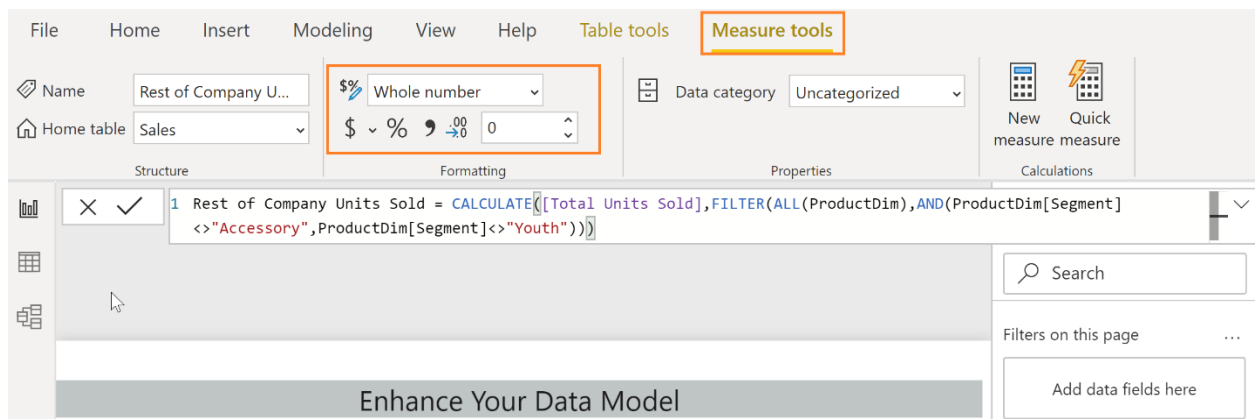 File Home Insert Modeling View Help Table tools Measure tools
Name Rest of Company U...
Home table Sales
Structure
$% Whole number
$ % , .00 .0 0
Formatting
Data category Uncategorized
Properties
New measure
Quick measure
Calculations
1 Rest of Company Units Sold = CALCULATE([Total Units Sold],FILTER(ALL(ProductDim),AND(ProductDim[Segment]
<>"Accessory",ProductDim[Segment]<>"Youth")))
Search
Filters on this page ...
Add data fields here
Enhance Your Data Model